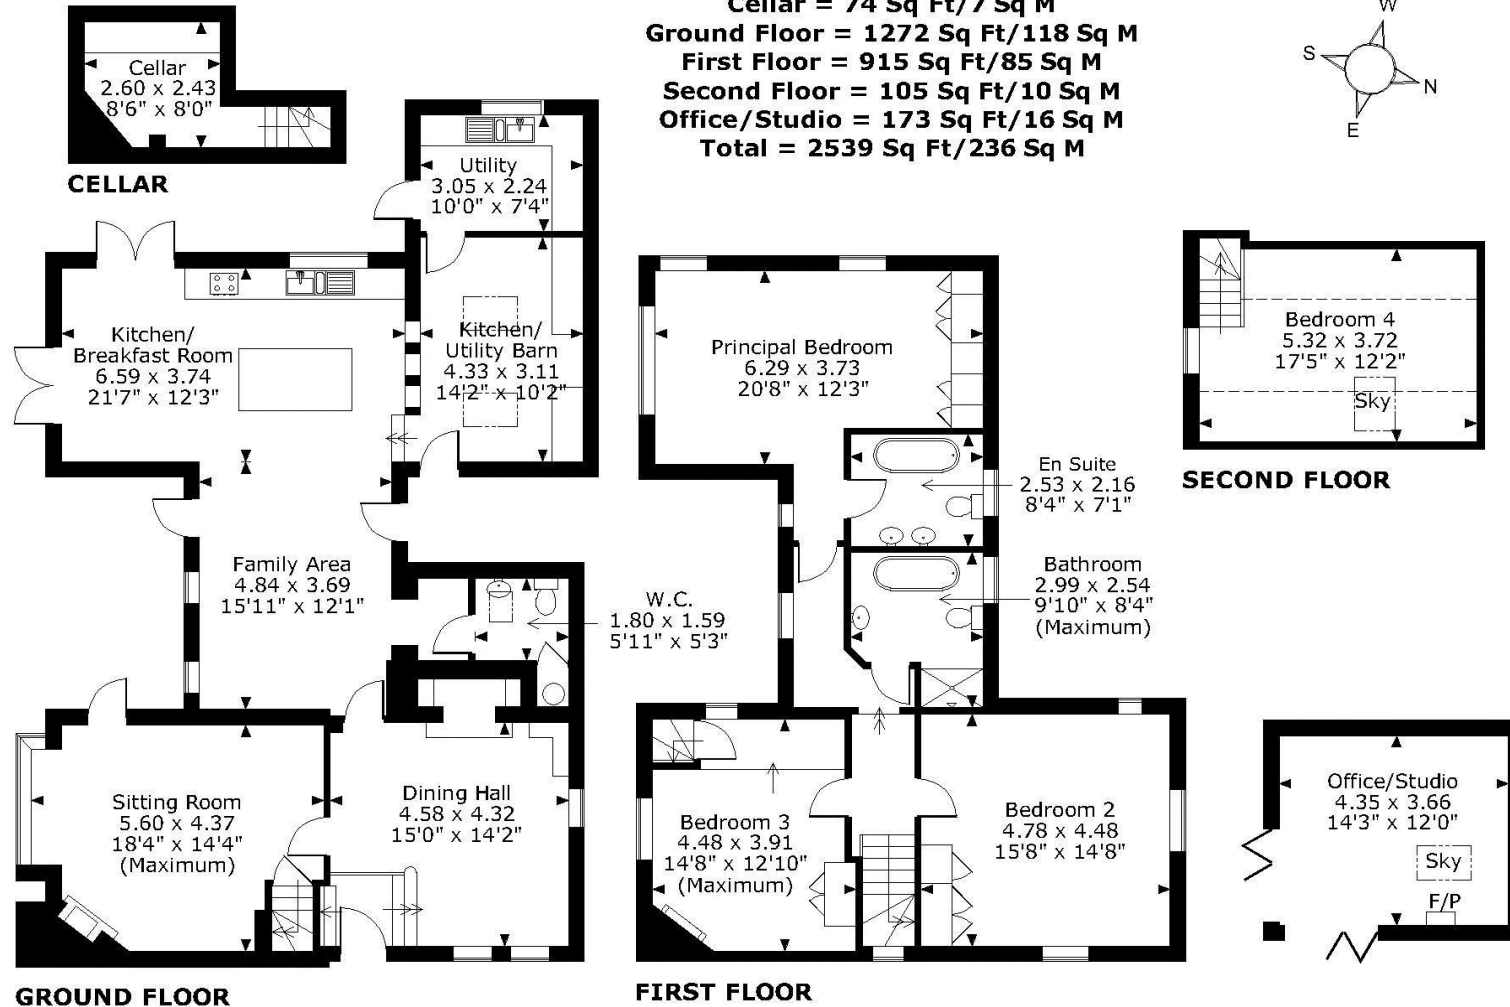 Cellar = 74 Sq Ft/7 Sq M
Ground Floor = 1272 Sq Ft/118 Sq M
First Floor = 915 Sq Ft/85 Sq M
Second Floor = 105 Sq Ft/10 Sq M
Office/Studio = 173 Sq Ft/16 Sq M
Total = 2539 Sq Ft/236 Sq M
W
S
N
E
Cellar
2.60 x 2.43
8'6" x 8'0"
CELLAR
Utility
3.05 x 2.24
10'0" x 7'4"
Kitchen/
Breakfast Room
6.59 x 3.74
21'7" x 12'3"
Kitchen/
Utility Barn
4.33 x 3.11
14'2" x 10'2"
Family Area
4.84 x 3.69
15'11" x 12'1"
W.C.
1.80 x 1.59
5'11" x 5'3"
Sitting Room
5.60 x 4.37
18'4" x 14'4"
(Maximum)
Dining Hall
4.58 x 4.32
15'0" x 14'2"
GROUND FLOOR
Principal Bedroom
6.29 x 3.73
20'8" x 12'3"
En Suite
2.53 x 2.16
8'4" x 7'1"
Bathroom
2.99 x 2.54
9'10" x 8'4"
(Maximum)
Bedroom 3
4.48 x 3.91
14'8" x 12'10"
(Maximum)
Bedroom 2
4.78 x 4.48
15'8" x 14'8"
FIRST FLOOR
Bedroom 4
5.32 x 3.72
17'5" x 12'2"
Sky
SECOND FLOOR
Office/Studio
4.35 x 3.66
14'3" x 12'0"
Sky
F/P